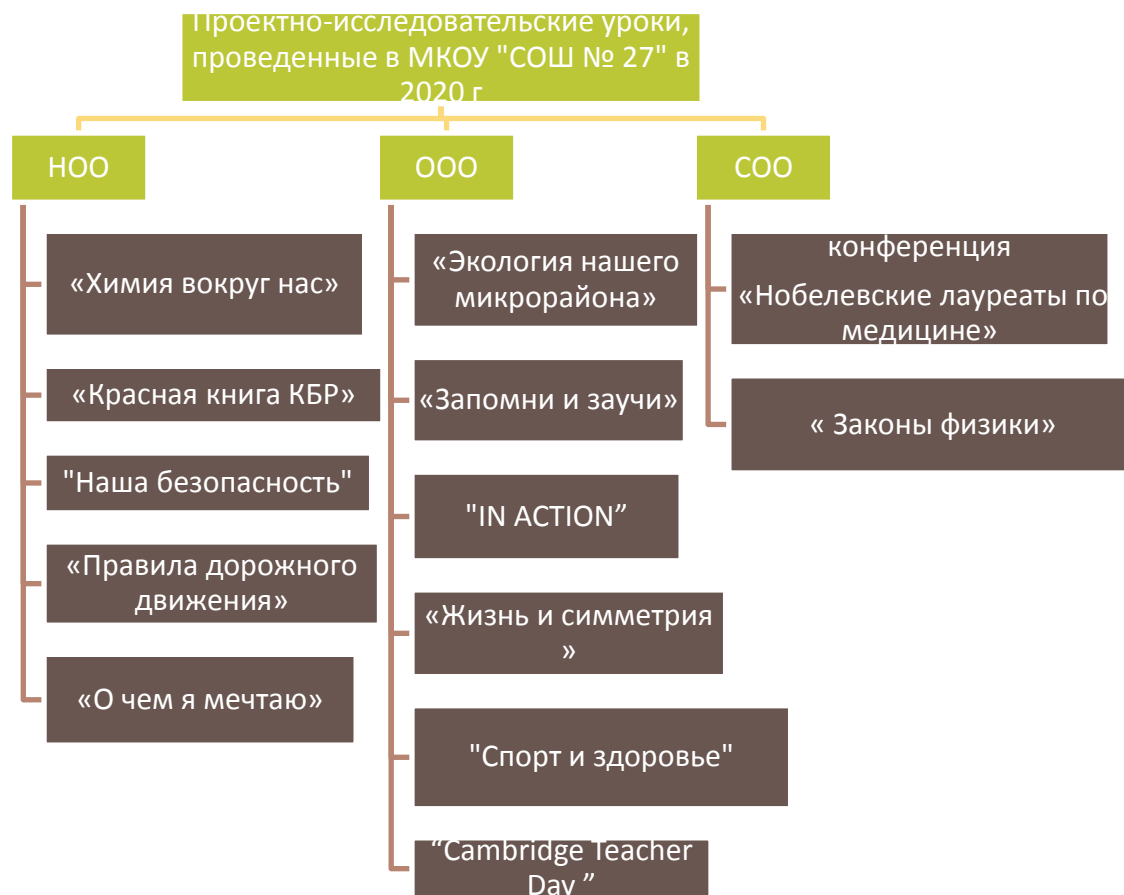 Проектно-исследовательские уроки,
проведенные в МКОУ "СОШ № 27" в
2020 г
НОО
«Химия вокруг нас»
«Красная книга КБР»
"Наша безопасность"
«Правила дорожного
движения»
«О чем я мечтаю»
ООО
«Экология нашего
микрорайона»
«Запомни и заучи»
"IN ACTION”
«Жизнь и симметрия
»
"Спорт и здоровье"
“Cambridge Teacher
Day ”
СОО
конференция
«Нобелевские лауреаты по
медицине»
« Законы физики»